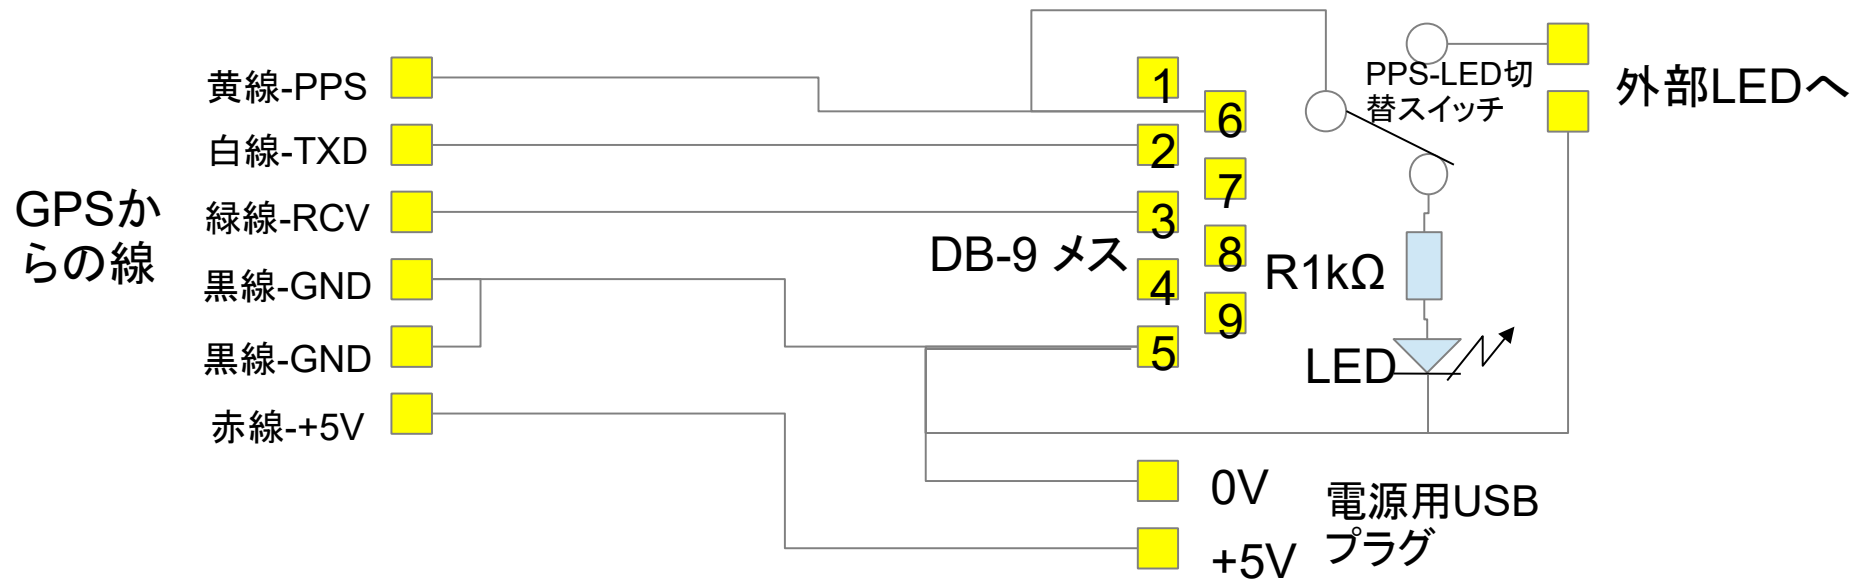 GPSか
らの線
黄線-PPS
白線-TXD
緑線-RCV
黒線-GND
黒線-GND
赤線-+5V
DB-9 メス
1
2
3
4
5
6
7
8
9
PPS-LED切
替スイッチ
外部LEDへ
R1kΩ
LED
0V
+5V
電源用USB
プラグ